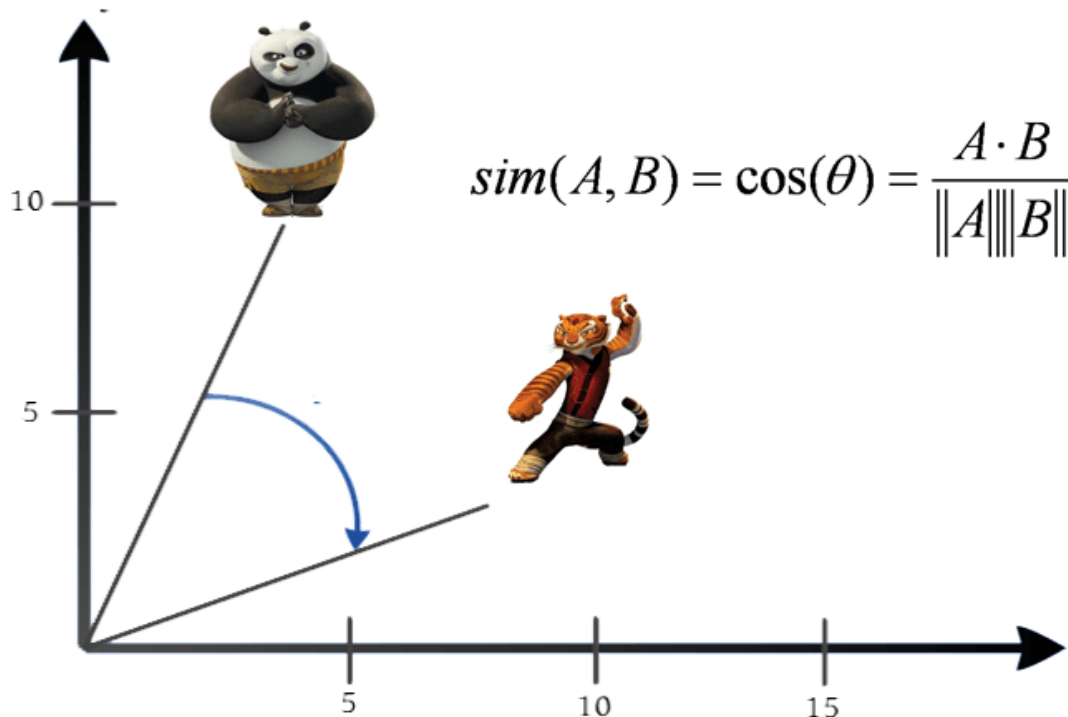 10
sim(A, B) = cos(θ) = A · B / ‖A‖‖B‖
5
5 10 15